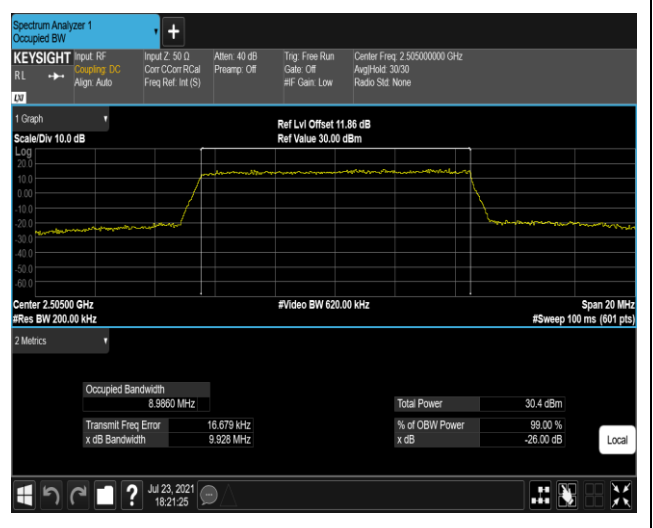 Spectrum Analyzer 1
Occupied BW
+
KEYSIGHT Input: RF Input Z: 50 Ω Atten: 40 dB Trig: Free Run Center Freq: 2.505000000 GHz
RL Coupling: DC Corr CCorr RCal Preamp: Off Gate: Off Avg|Hold: 30/30
Align: Auto Freq Ref: Int (S) #IF Gain: Low Radio Std: None
LXI
1 Graph
Ref Lvl Offset 11.86 dB
Scale/Div 10.0 dB Ref Value 30.00 dBm
Log
20.0
10.0
0.00
-10.0
-20.0
-30.0
-40.0
-50.0
-60.0
Center 2.50500 GHz #Video BW 620.00 kHz Span 20 MHz
#Res BW 200.00 kHz #Sweep 100 ms (601 pts)
2 Metrics
Occupied Bandwidth
8.9860 MHz Total Power 30.4 dBm
Transmit Freq Error 16.679 kHz % of OBW Power 99.00 %
x dB Bandwidth 9.928 MHz x dB -26.00 dB
Local
? Jul 23, 2021
18:21:25